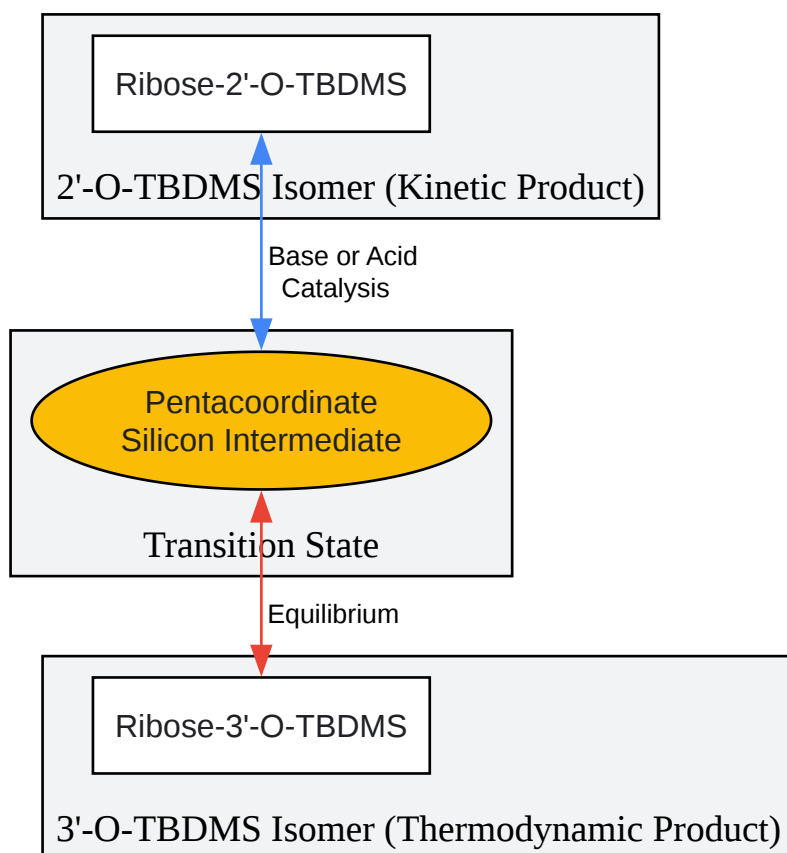 Ribose-2'-O-TBDMS
2'-O-TBDMS Isomer (Kinetic Product)
Base or Acid
Catalysis
Pentacoordinate
Silicon Intermediate
Transition State
Equilibrium
Ribose-3'-O-TBDMS
3'-O-TBDMS Isomer (Thermodynamic Product)